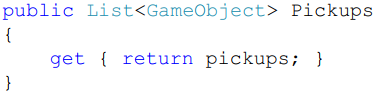 public List<GameObject> Pickups
{
    get { return pickups; }
}